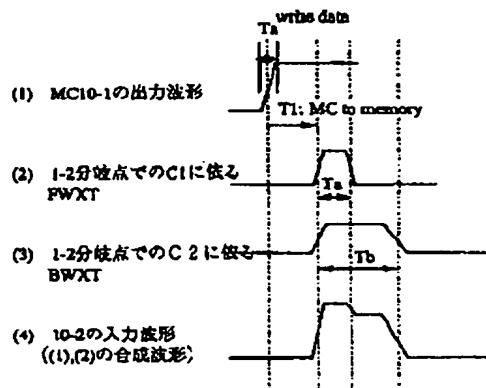 write data
Ta
(1) MC10-1の出力波形
T1: MC to memory
(2) 1-2分岐点でのC1に依る
FWXT
Ta
(3) 1-2分岐点でのC 2に依る
BWXT
Tb
(4) 10-2の入力波形
((1),(2)の合成波形)